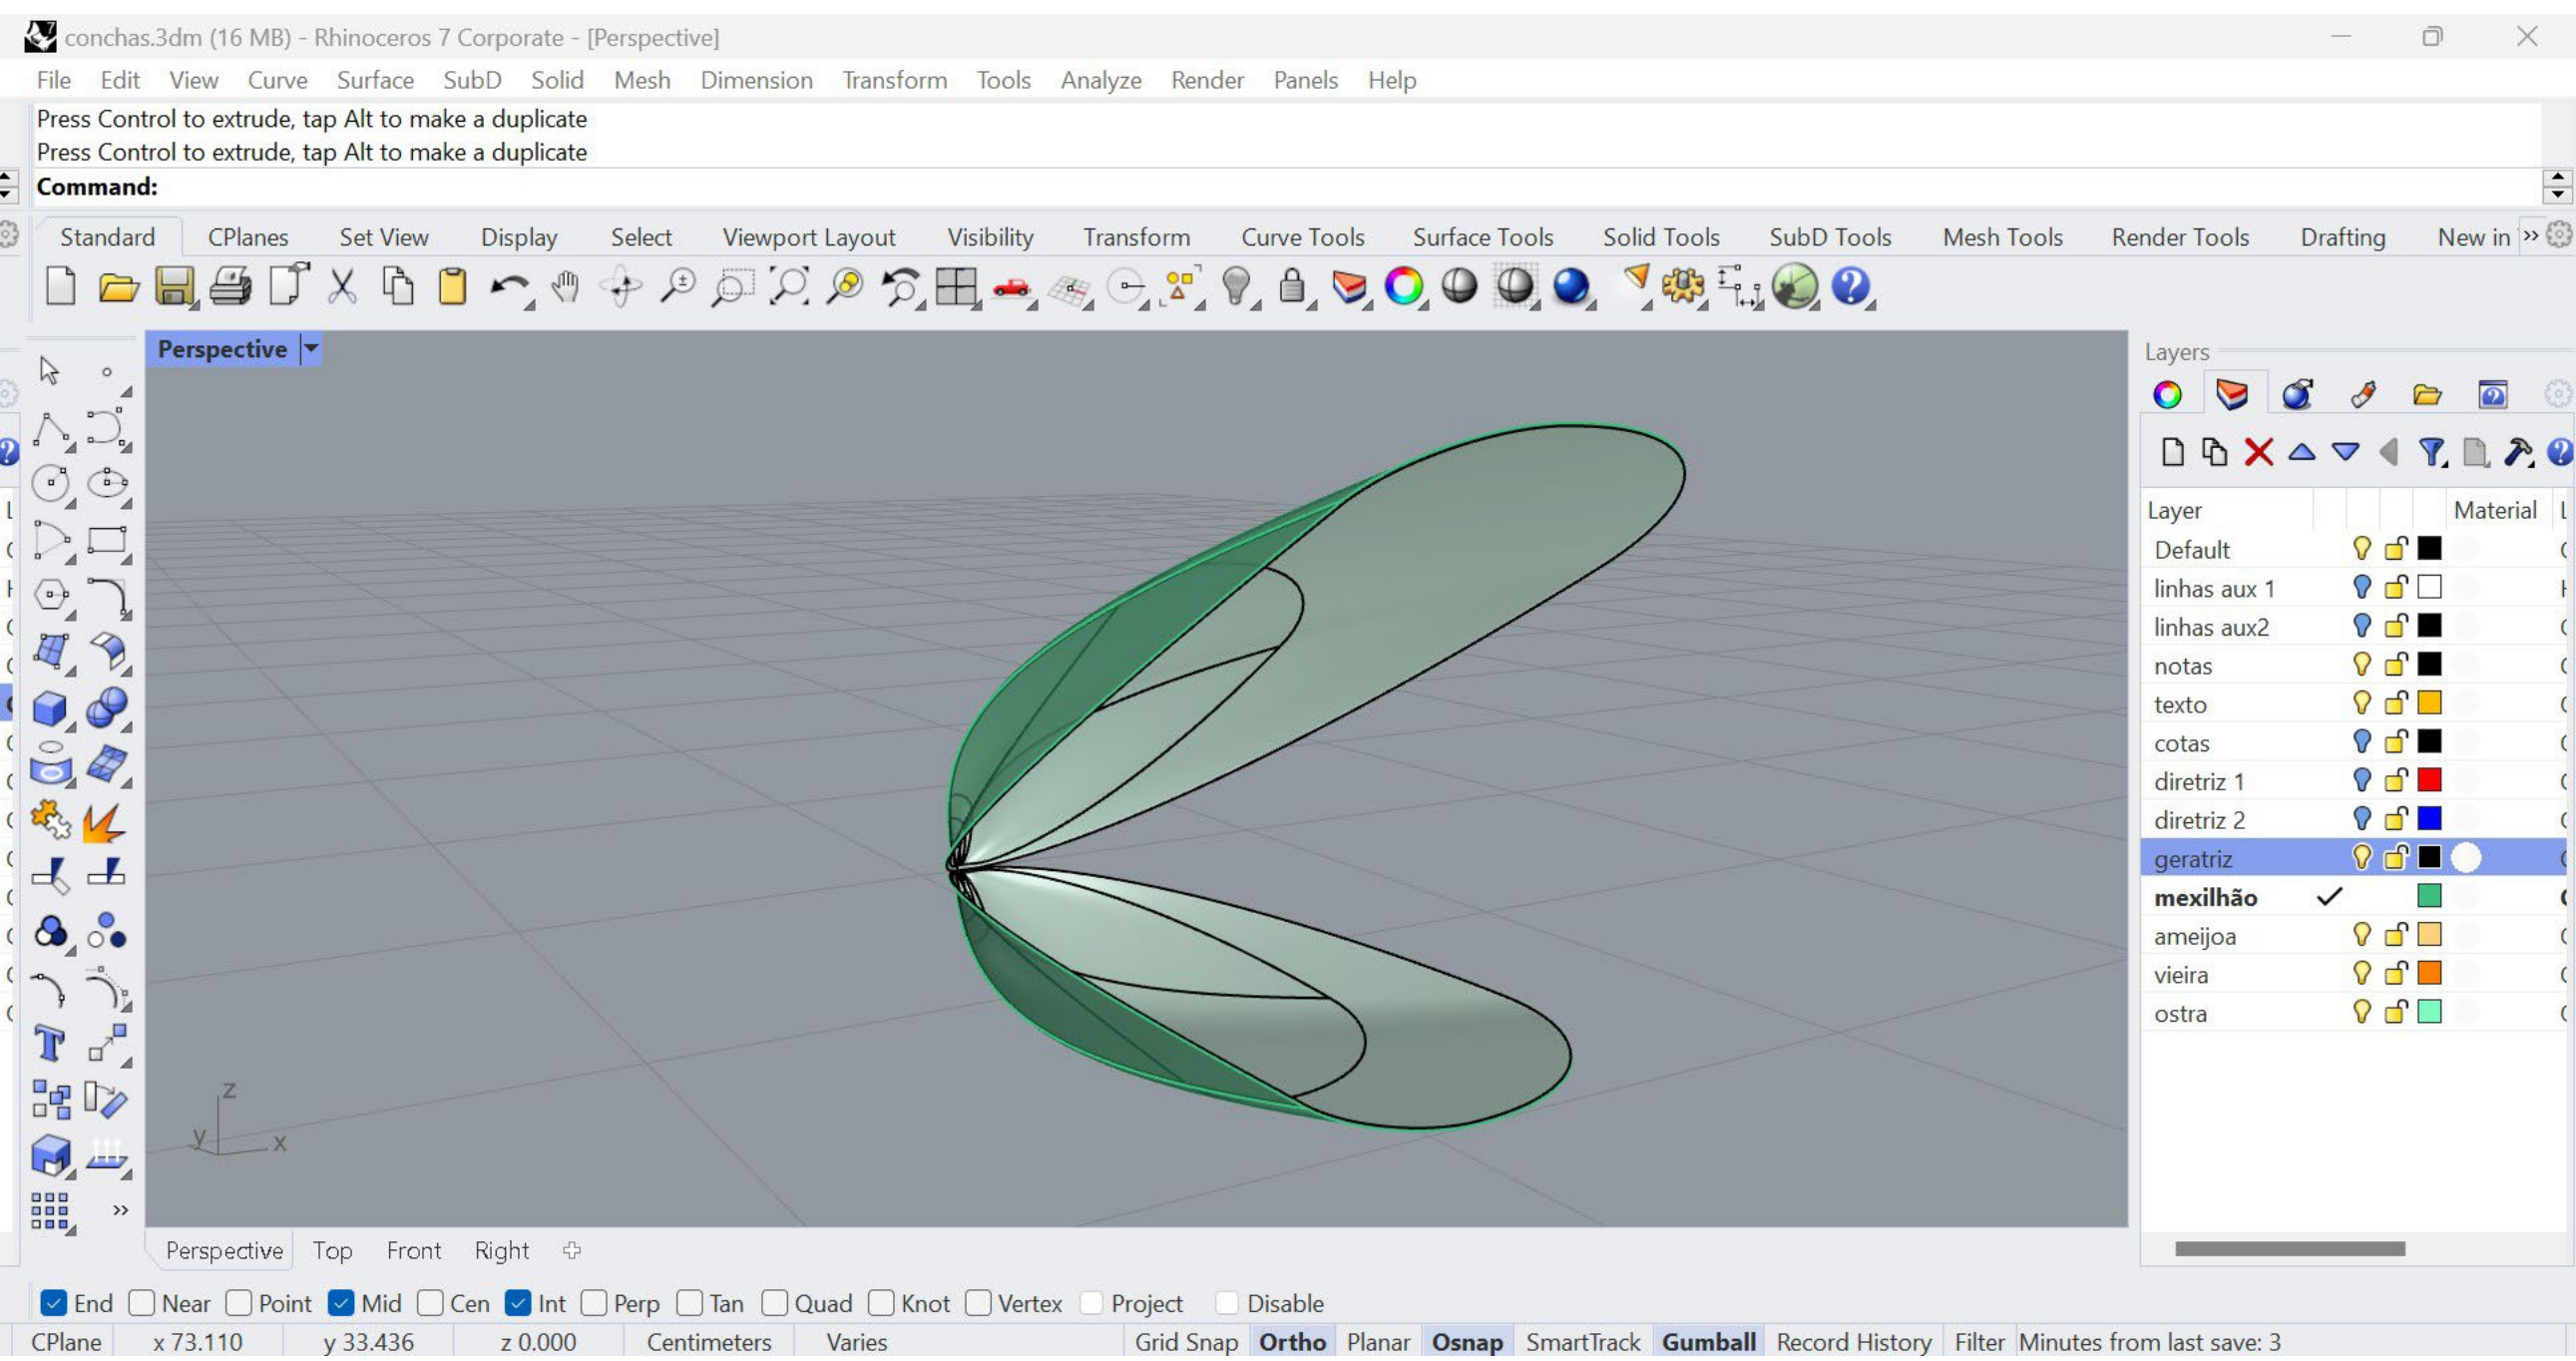 conchas.3dm (16 MB) - Rhinoceros 7 Corporate - [Perspective]
File Edit View Curve Surface SubD Solid Mesh Dimension Transform Tools Analyze Render Panels Help
Press Control to extrude, tap Alt to make a duplicate
Press Control to extrude, tap Alt to make a duplicate
Command:
Standard CPlanes Set View Display Select Viewport Layout Visibility Transform Curve Tools Surface Tools Solid Tools SubD Tools Mesh Tools Render Tools Drafting New in
Perspective
Layers
Layer Material
Default
linhas aux 1
linhas aux2
notas
texto
cotas
diretriz 1
diretriz 2
geratriz
mexilhão
ameijoa
vieira
ostra
z
y x
Perspective Top Front Right
End Near Point Mid Cen Int Perp Tan Quad Knot Vertex Project Disable
CPlane x 73.110 y 33.436 z 0.000 Centimeters Varies Grid Snap Ortho Planar Osnap SmartTrack Gumball Record History Filter Minutes from last save: 3